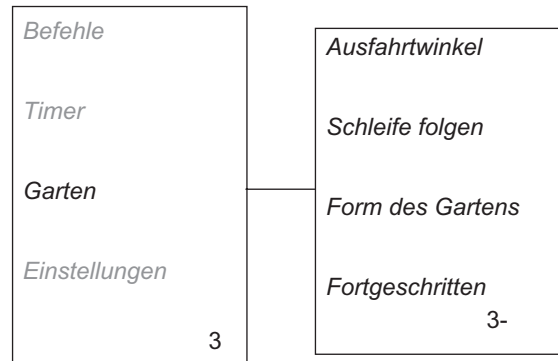 Befehle
Timer
Garten
Einstellungen
3
Ausfahrtwinkel
Schleife folgen
Form des Gartens
Fortgeschritten
3-